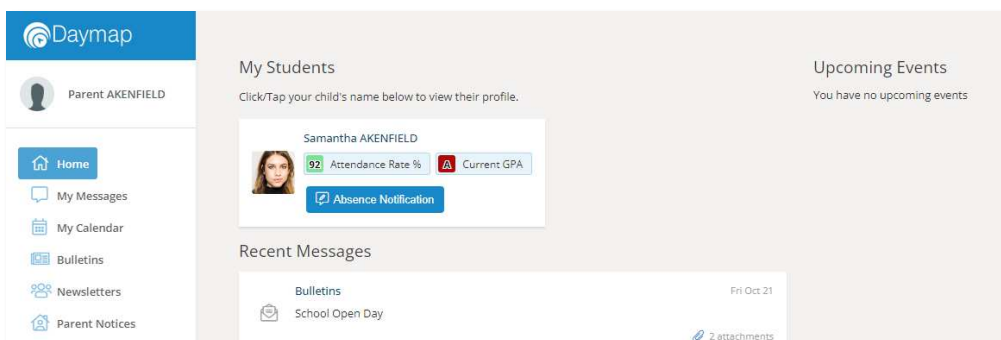 Daymap
Parent AKENFIELD
Home
My Messages
My Calendar
Bulletins
Newsletters
Parent Notices
My Students
Click/Tap your child's name below to view their profile.
Samantha AKENFIELD
92 Attendance Rate % A Current GPA
Absence Notification
Recent Messages
Bulletins Fri Oct 21
School Open Day
2 attachments
Upcoming Events
You have no upcoming events